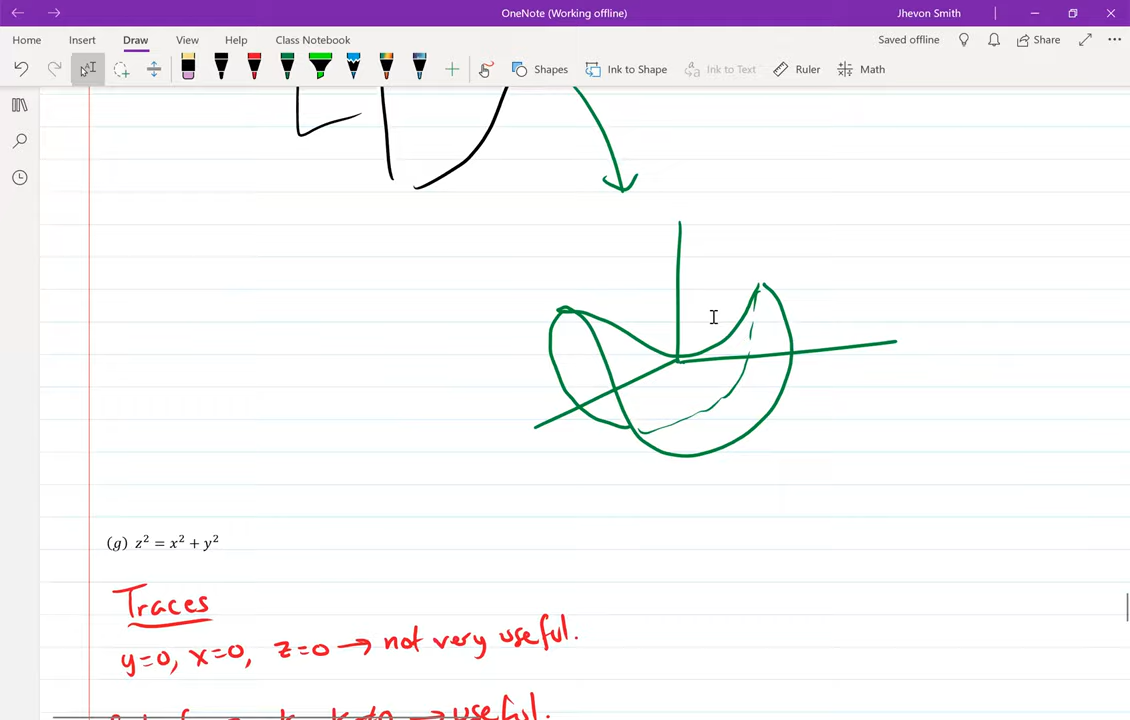 OneNote (Working offline)
Jhevon Smith
Home Insert Draw View Help Class Notebook
Saved offline
Share
Shapes
Ink to Shape
Ink to Text
Ruler
Math
(g) z² = x² + y²
Traces
y=0, x=0, z=0 → not very useful.
→ useful.